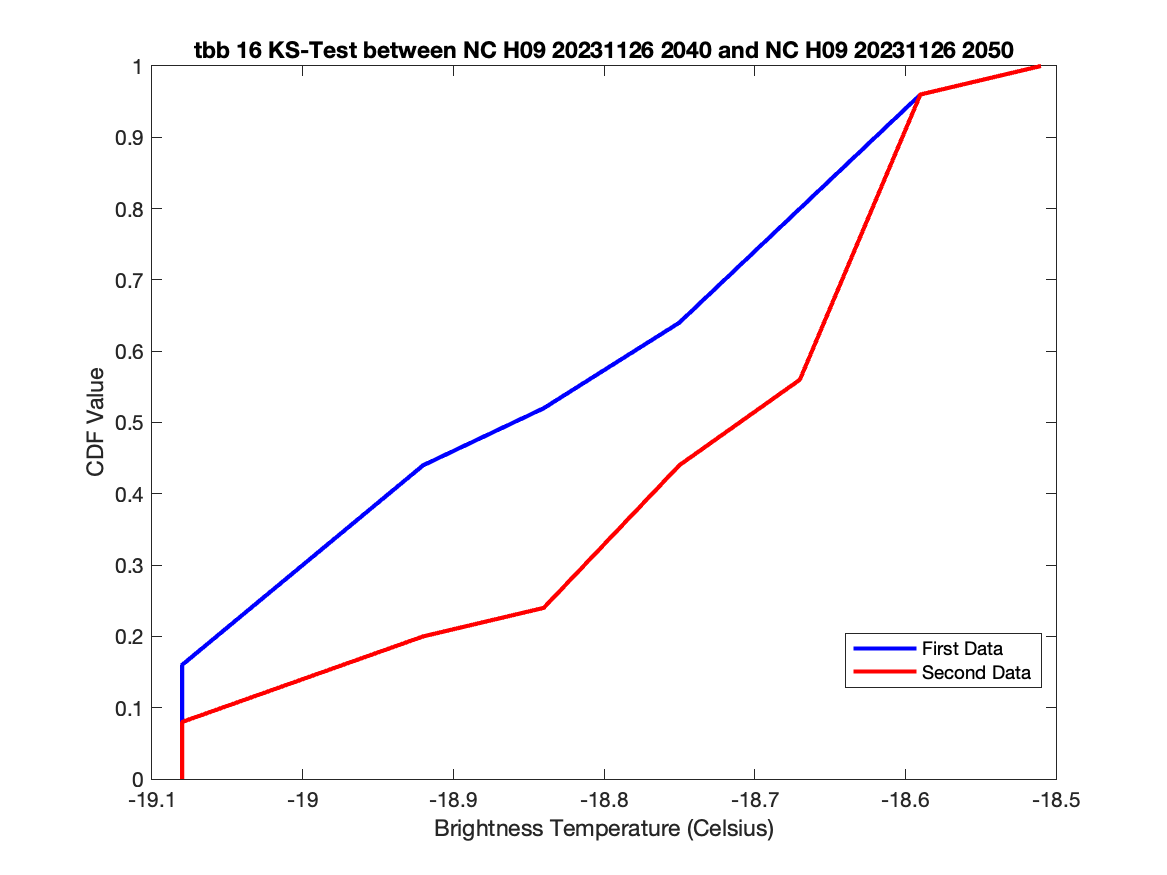 tbb 16 KS-Test between NC H09 20231126 2040 and NC H09 20231126 2050
1
0.9
0.8
0.7
0.6
0.5
0.4
0.3
0.2
0.1
0
CDF Value
First Data
Second Data
-19.1 -19 -18.9 -18.8 -18.7 -18.6 -18.5
Brightness Temperature (Celsius)